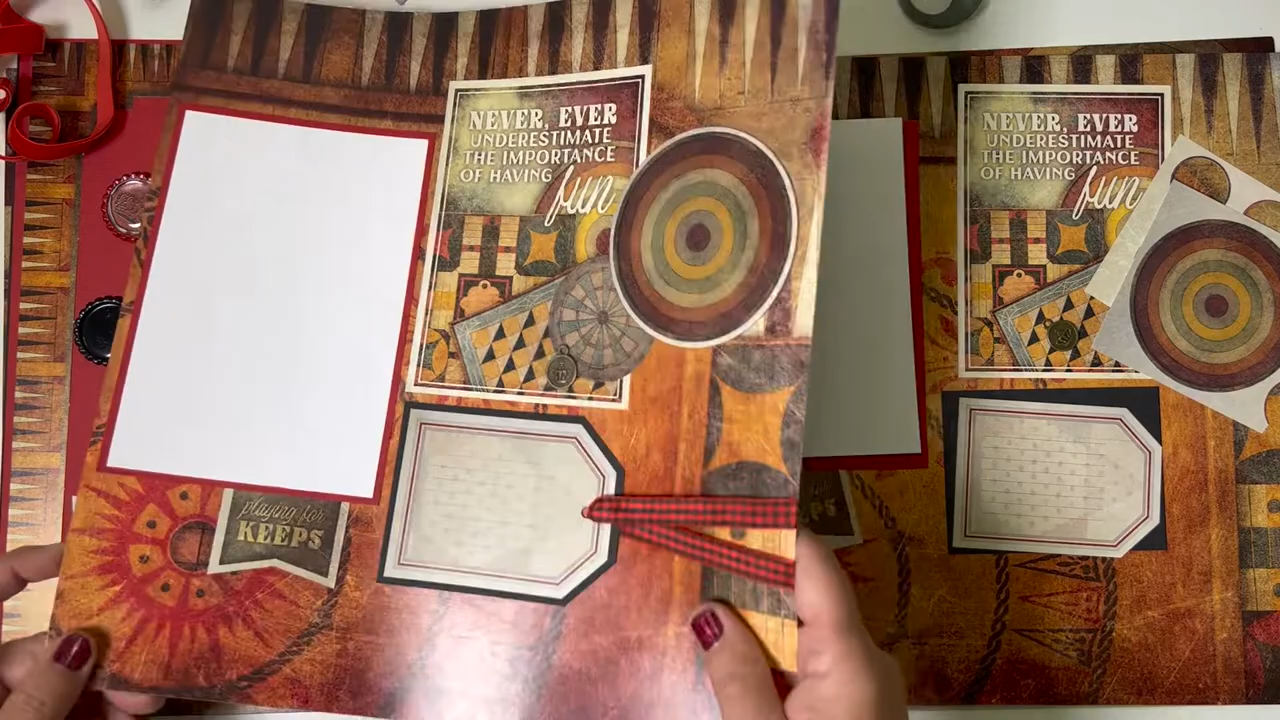 NEVER, EVER
UNDERESTIMATE
THE IMPORTANCE
OF HAVING fun
playing for
KEEPS
NEVER, EVER
UNDERESTIMATE
THE IMPORTANCE
OF HAVING fun